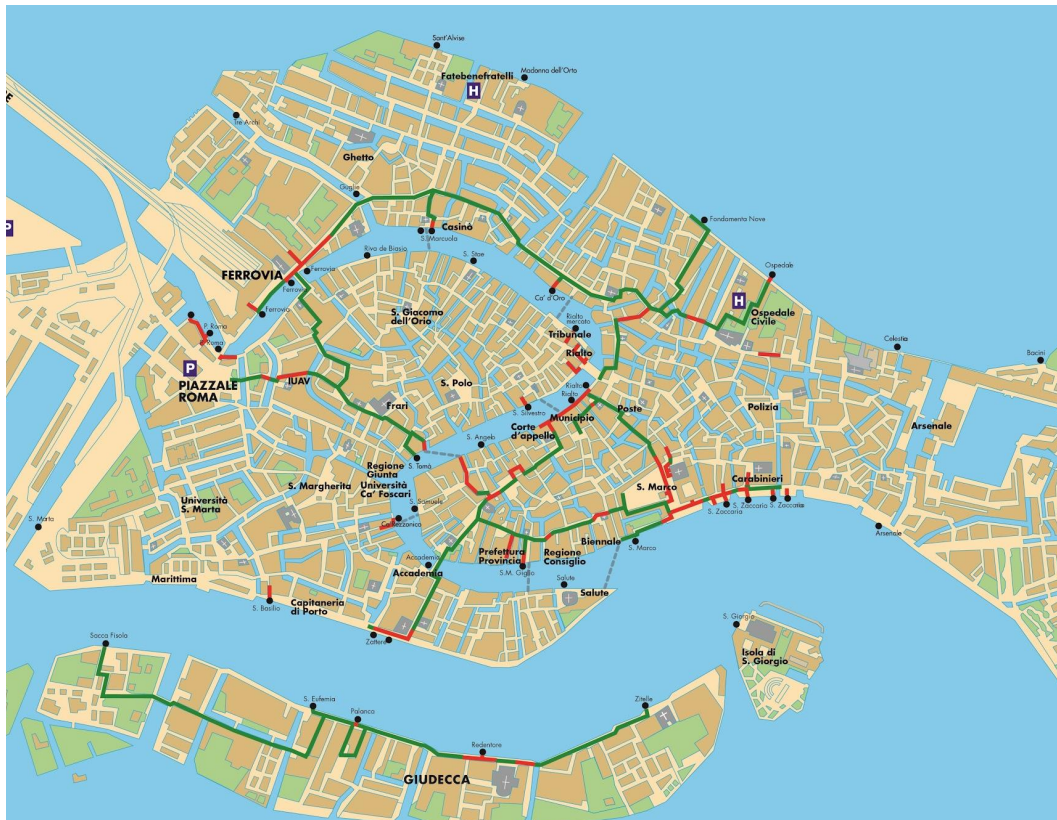 Sant'Alvise
Fatebenefratelli
Madonna dell'Orto
H
Tre Archi
Ghetto
Guglie
Casinò
S. Marcuola
Fondamenta Nove
P
Riva de Biasio
S. Stae
FERROVIA
Ferrovia
Ferrovia
Ferrovia
Ospedale
H
Ospedale
Civile
Ca' d'Oro
S. Giacomo
dell'Orio
Rialto
mercato
Tribunale
Rialto
P. Roma
P. Roma
Celestia
Bacini
P
PIAZZALE
ROMA
IUAV
S. Polo
Rialto
Rialto
Frari
S. Silvestro
Municipio
Poste
Polizia
Corte
d'appello
Arsenale
S. Angelo
S. Tomà
Regione
Giunta
Università
Ca' Foscari
S. Margherita
S. Marco
Carabinieri
S. Zaccaria
S. Zaccaria
S. Zaccaria
Università
S. Marta
S. Marta
S. Samuele
Ca' Rezzonico
Arsenale
Biennale
S. Marco
Prefettura
Provincia
Regione
Consiglio
S.M. Giglio
Accademia
Accademia
Marittima
Salute
Salute
S. Basilio
Capitaneria
di Porto
Zattere
S. Giorgio
Isola di
S. Giorgio
Sacca Fisola
S. Eufemia
Palanca
Zitelle
Redentore
GIUDECCA